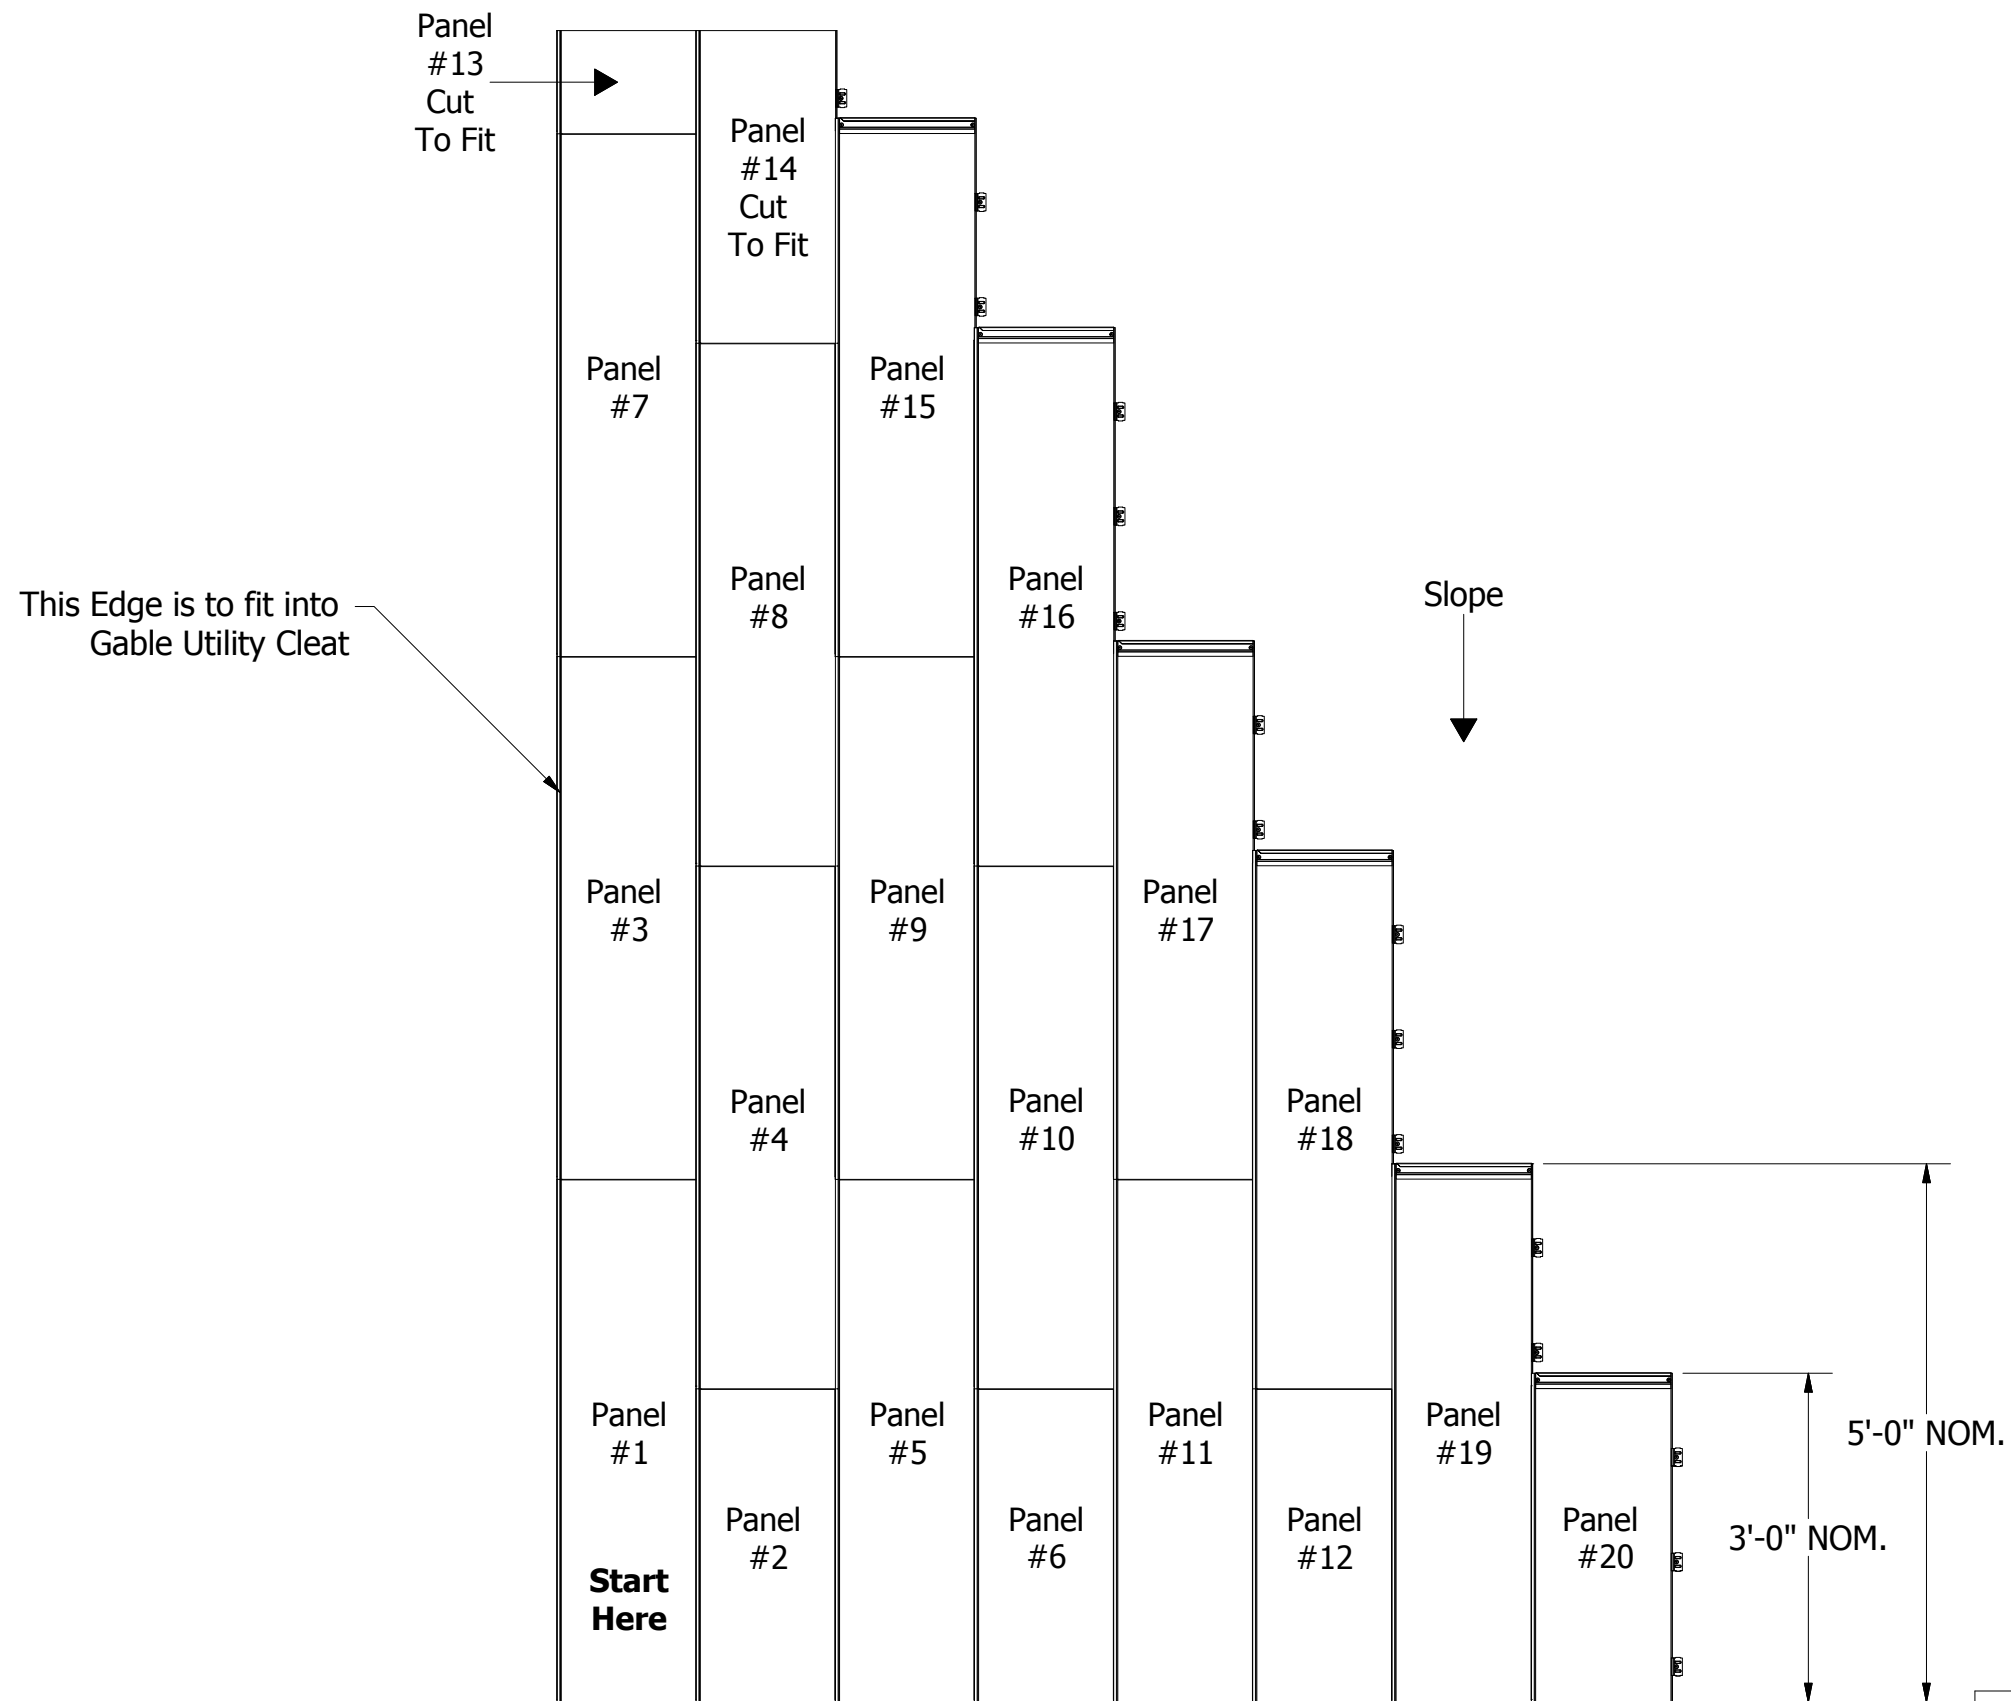 Panel
#13
Cut
To Fit
Panel
#14
Cut
To Fit
Panel
#7
Panel
#15
Panel
#8
Panel
#16
Slope
This Edge is to fit into
Gable Utility Cleat
Panel
#3
Panel
#9
Panel
#17
Panel
#4
Panel
#10
Panel
#18
Panel
#1
Panel
#5
Panel
#11
Panel
#19
5'-0" NOM.
Panel
#2
Panel
#6
Panel
#12
Panel
#20
3'-0" NOM.
Start
Here